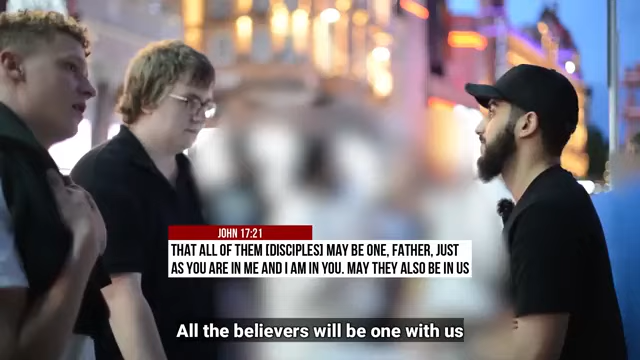 JOHN 17:21
THAT ALL OF THEM [DISCIPLES] MAY BE ONE, FATHER, JUST
AS YOU ARE IN ME AND I AM IN YOU. MAY THEY ALSO BE IN US
All the believers will be one with us